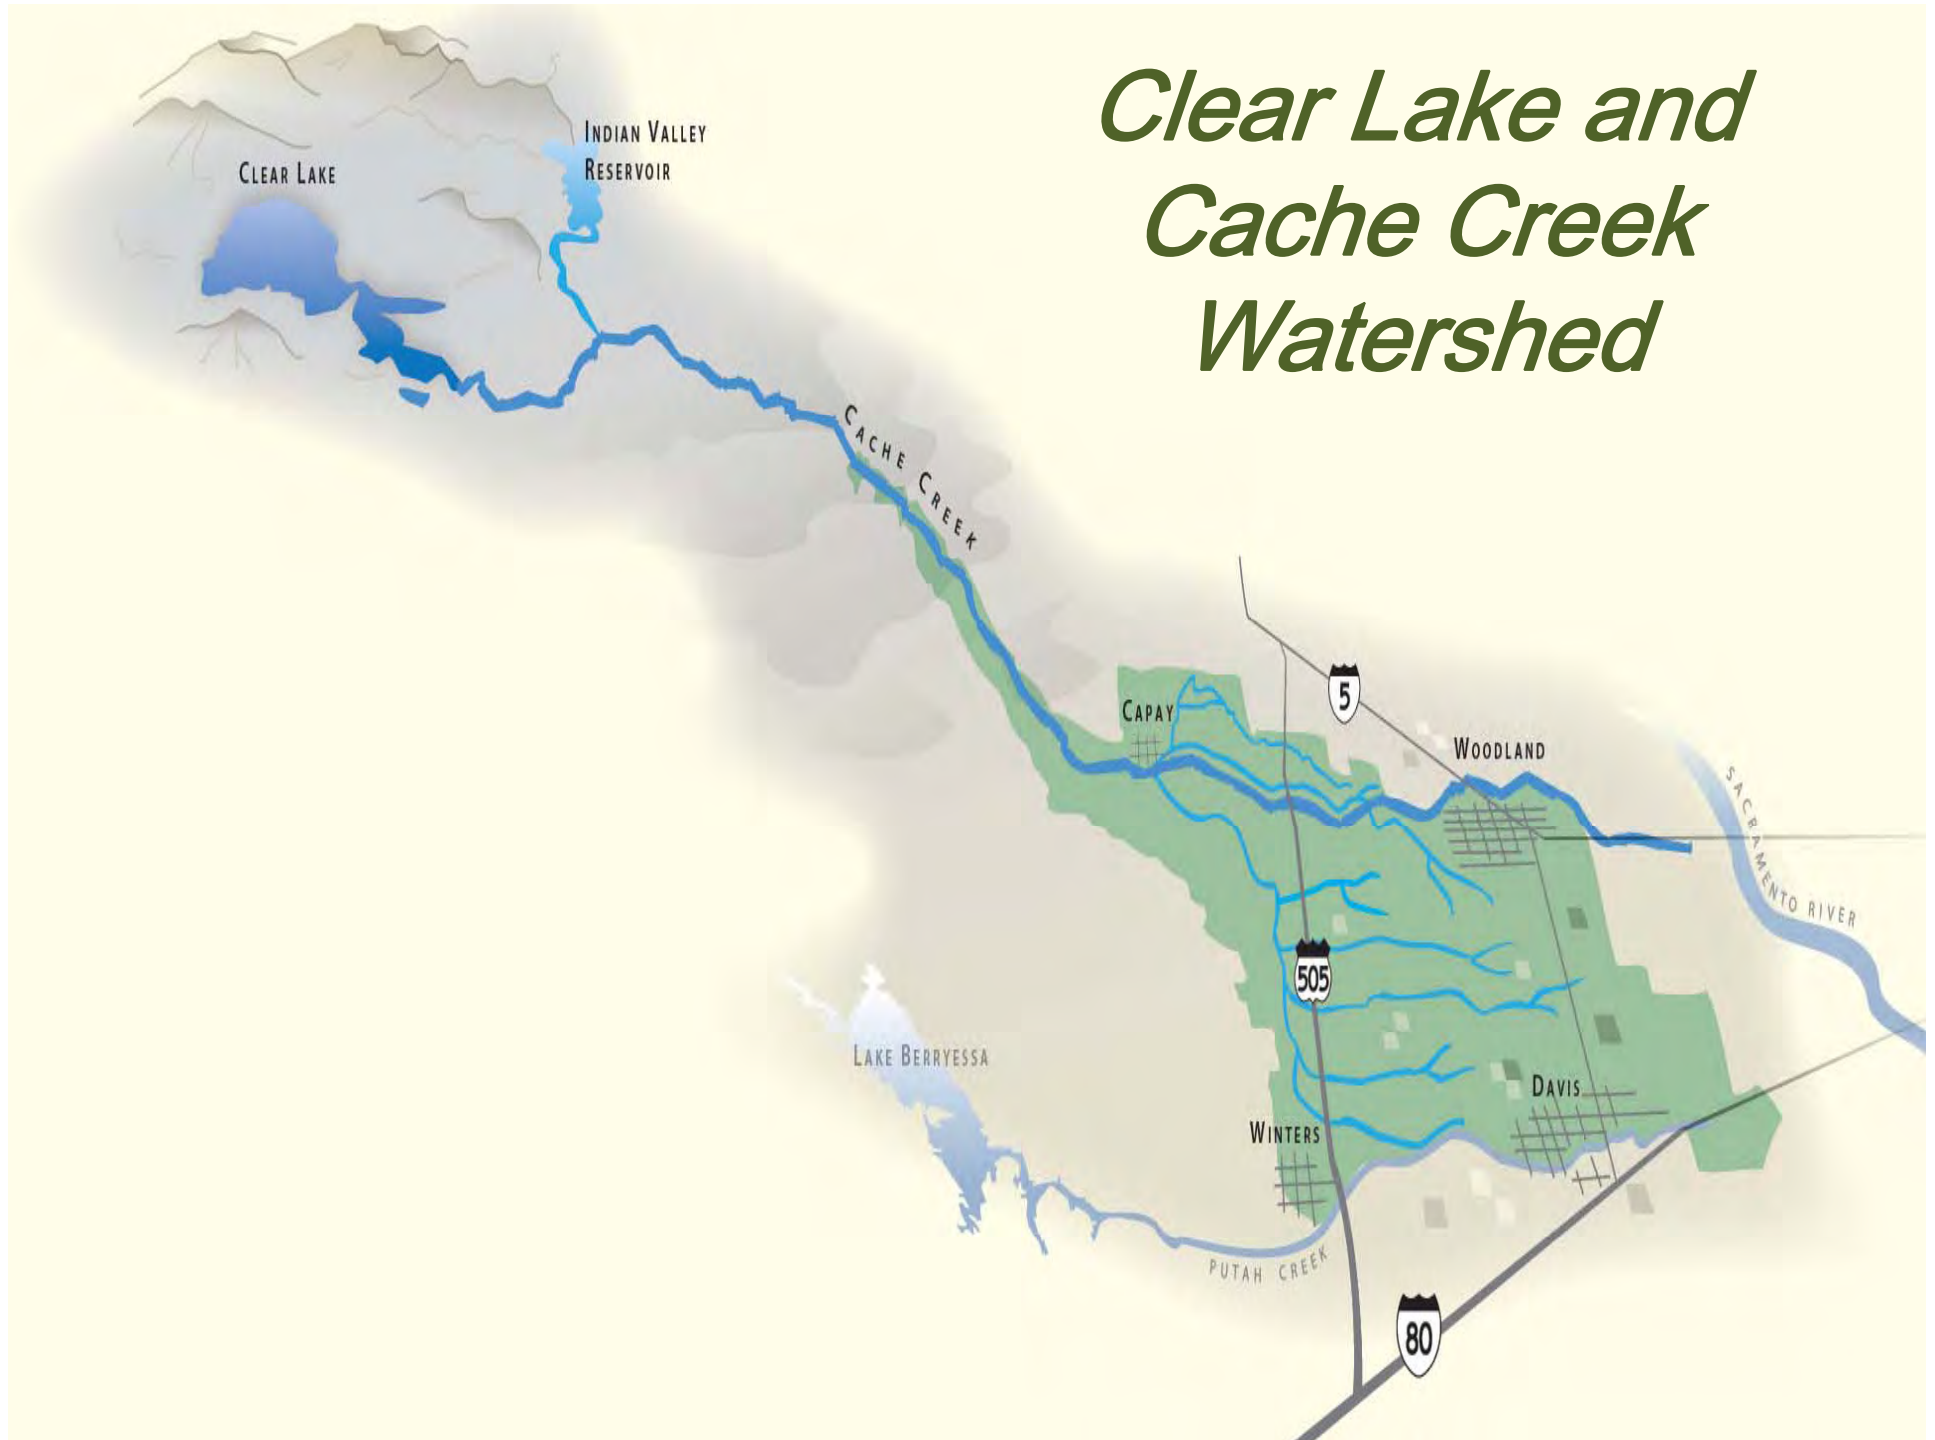 Clear Lake and
Cache Creek
Watershed
INDIAN VALLEY
RESERVOIR
CLEAR LAKE
CACHE CREEK
5
CAPAY
WOODLAND
SACRAMENTO RIVER
505
LAKE BERRYESSA
DAVIS
WINTERS
PUTAH CREEK
80